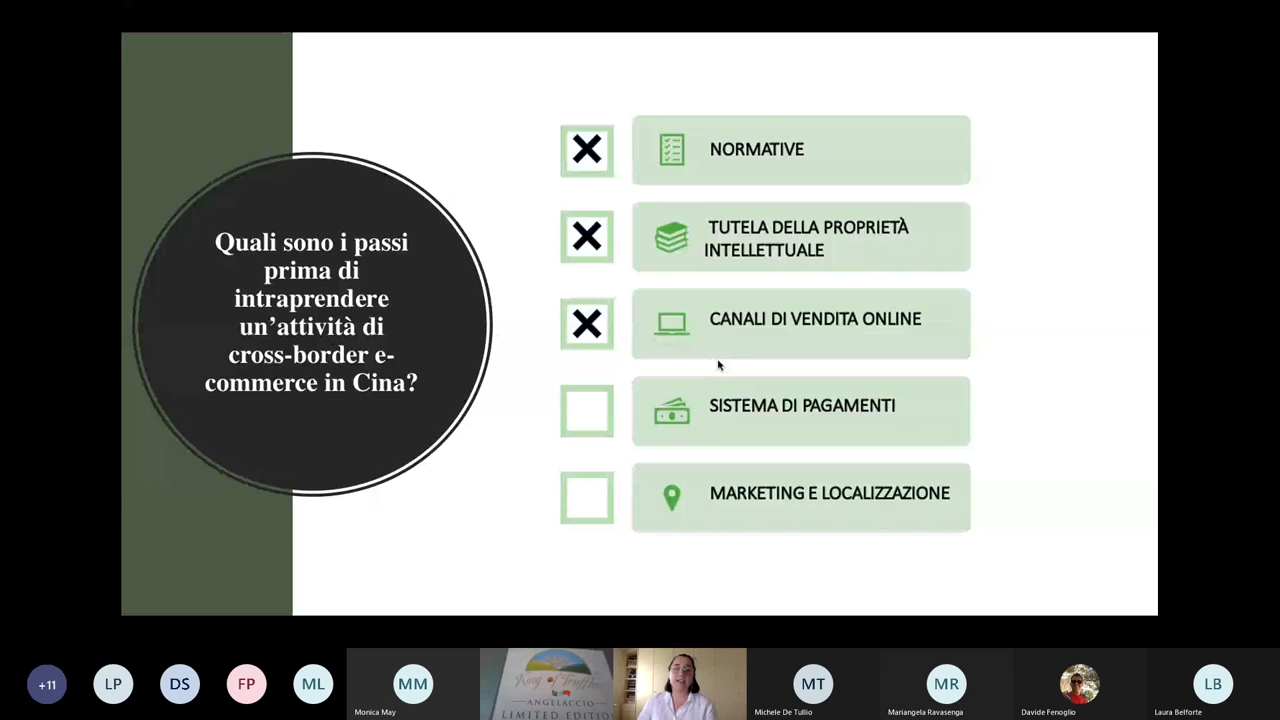 Quali sono i passi
prima di
intraprendere
un'attività di
cross-border e-
commerce in Cina?
NORMATIVE
TUTELA DELLA PROPRIETÀ
INTELLETTUALE
CANALI DI VENDITA ONLINE
SISTEMA DI PAGAMENTI
MARKETING E LOCALIZZAZIONE
+11
LP
DS
FP
ML
MM
Monica May
King of Truffles
ANGELACCIO
LIMITED EDITIO
MT
Michele De Tullio
MR
Mariangela Ravasenga
Davide Fenoglio
LB
Laura Belforte